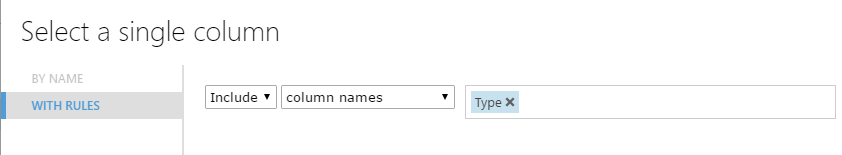 Select a single column
BY NAME
WITH RULES
Include column names Type